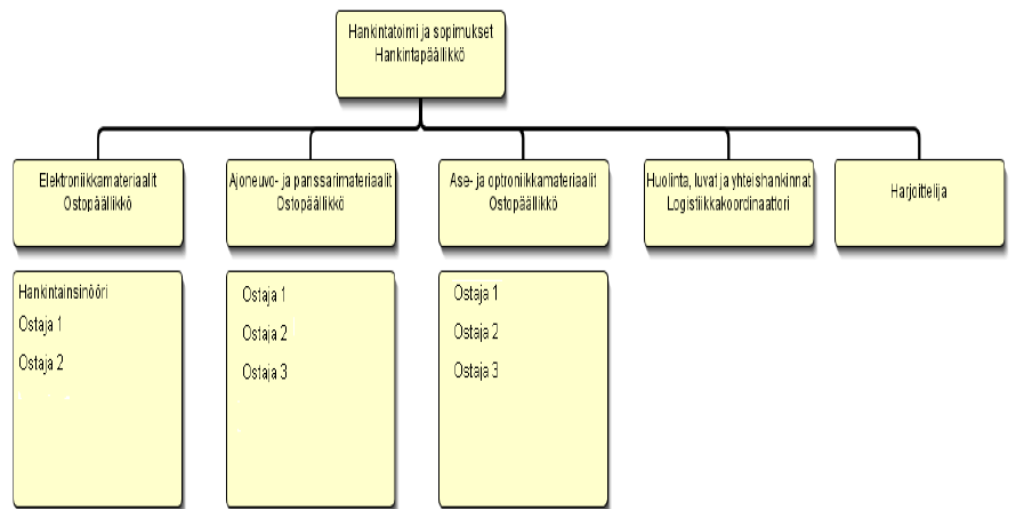 Hankintatoimi ja sopimukset
Hankintapäällikkö
Elektroniikkamateriaalit
Ostopäällikkö
Ajoneuvo- ja panssarimateriaalit
Ostopäällikkö
Ase- ja optroniikkamateriaalit
Ostopäällikkö
Huolinta, luvat ja yhteishankinnat
Logistiikkakoordinaattori
Harjoittelija
Hankintainsinööri
Ostaja 1
Ostaja 2
Ostaja 1
Ostaja 2
Ostaja 3
Ostaja 1
Ostaja 2
Ostaja 3